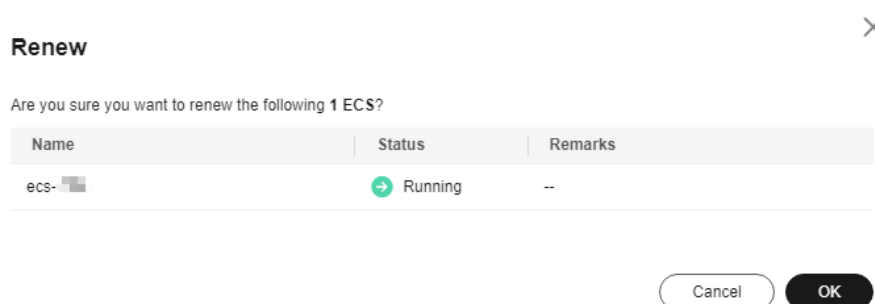 Renew
Are you sure you want to renew the following 1 ECS?
Name Status Remarks
ecs- Running --
Cancel OK